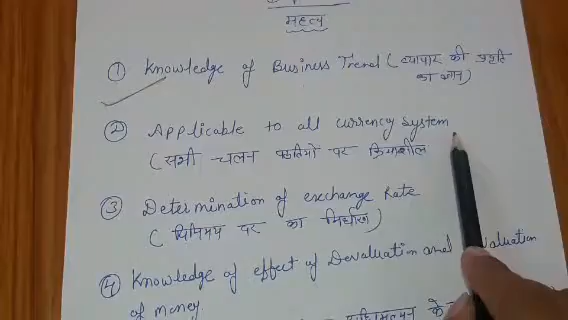 महत्व
① Knowledge of Business Trend (व्यापार की प्रवृति
का ज्ञान)
② Applicable to all currency system
(सभी चलन पद्धतियों पर क्रियाशील
③ Determination of exchange Rate
(विनिमय दर का निर्धारण)
④ Knowledge of effect of Devaluation and valuation
of money
के